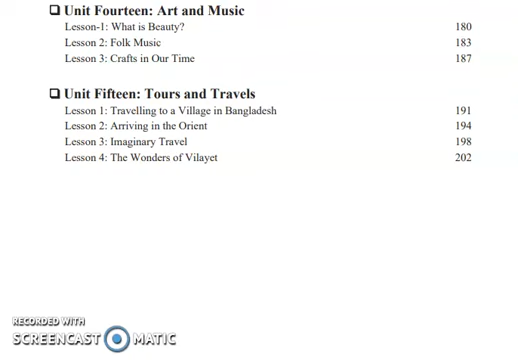 ❑ Unit Fourteen: Art and Music
Lesson-1: What is Beauty? 180
Lesson 2: Folk Music 183
Lesson 3: Crafts in Our Time 187
❑ Unit Fifteen: Tours and Travels
Lesson 1: Travelling to a Village in Bangladesh 191
Lesson 2: Arriving in the Orient 194
Lesson 3: Imaginary Travel 198
Lesson 4: The Wonders of Vilayet 202
RECORDED WITH
SCREENCAST MATIC